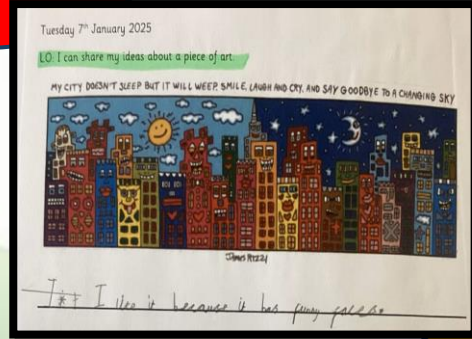 Tuesday 7th January 2025
LO: I can share my ideas about a piece of art.
MY CITY DOESN'T SLEEP BUT IT WILL WEEP, SMILE, LAUGH AND CRY, AND SAY GOODBYE TO A CHANGING SKY
JAMES RIZZI
I like it because it has funny faces.